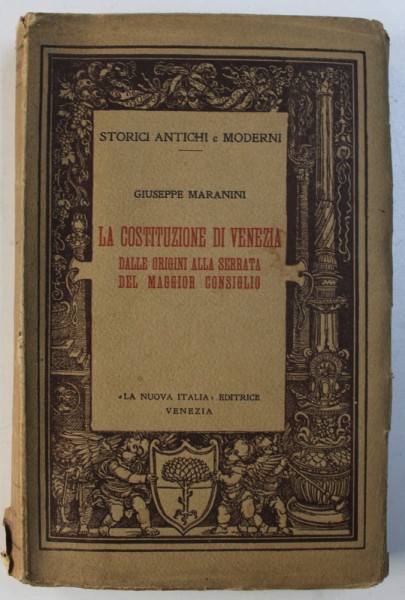 STORICI ANTICHI e MODERNI
GIUSEPPE MARANINI
LA COSTITUZIONE DI VENEZIA
DALLE ORIGINI ALLA SERRATA
DEL MAGGIOR CONSIGLIO
«LA NUOVA ITALIA» EDITRICE
VENEZIA